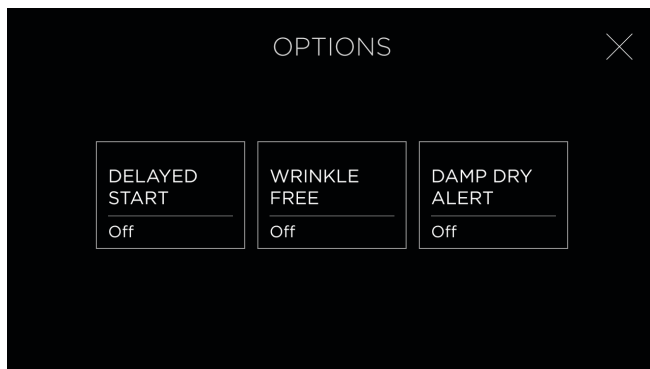 OPTIONS
DELAYED
START
Off
WRINKLE
FREE
Off
DAMP DRY
ALERT
Off